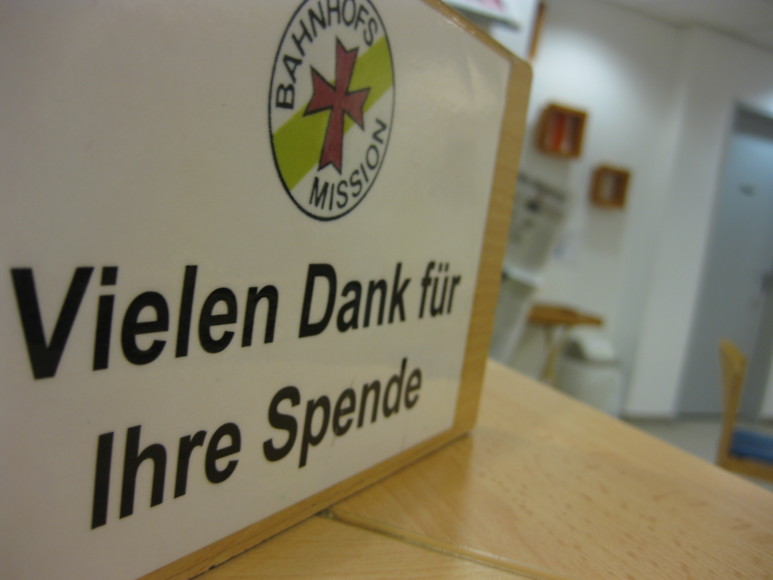 BAHNHOFS
MISSION
Vielen Dank für
Ihre Spende